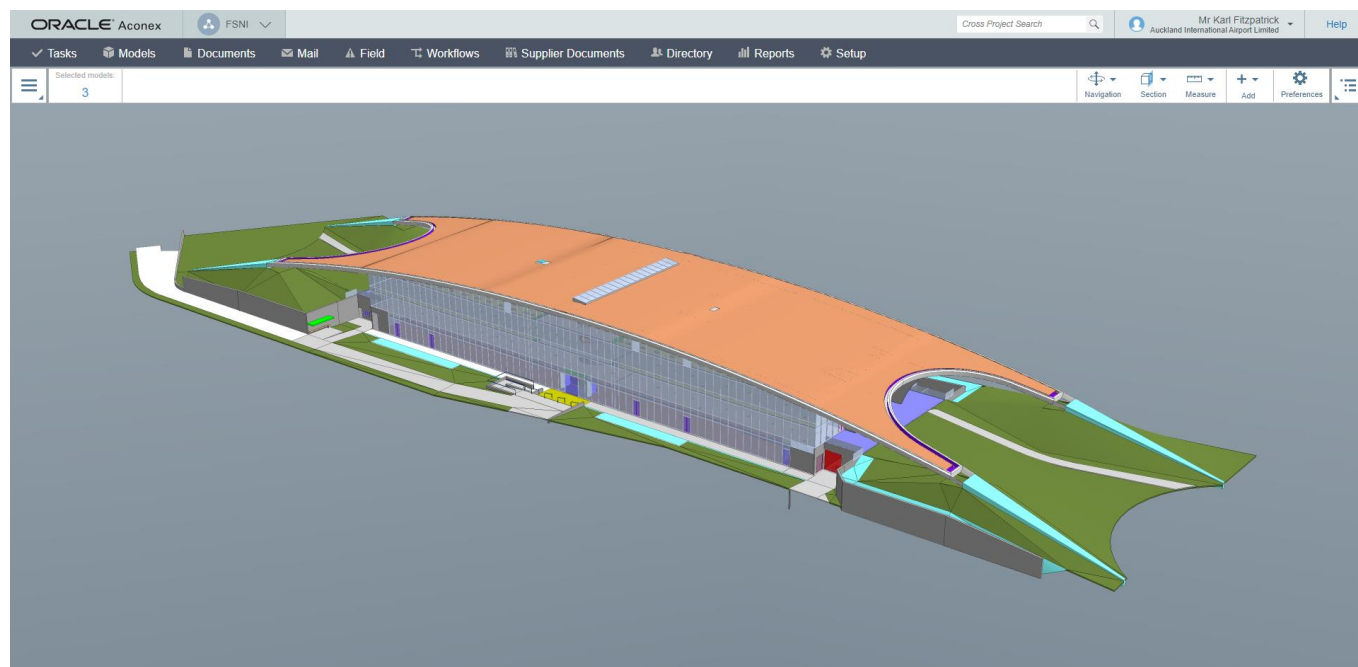 ORACLE Aconex
FSNI
Cross Project Search
Mr Karl Fitzpatrick
Auckland International Airport Limited
Help
Tasks
Models
Documents
Mail
Field
Workflows
Supplier Documents
Directory
Reports
Setup
Selected models:
3
Navigation
Section
Measure
Add
Preferences